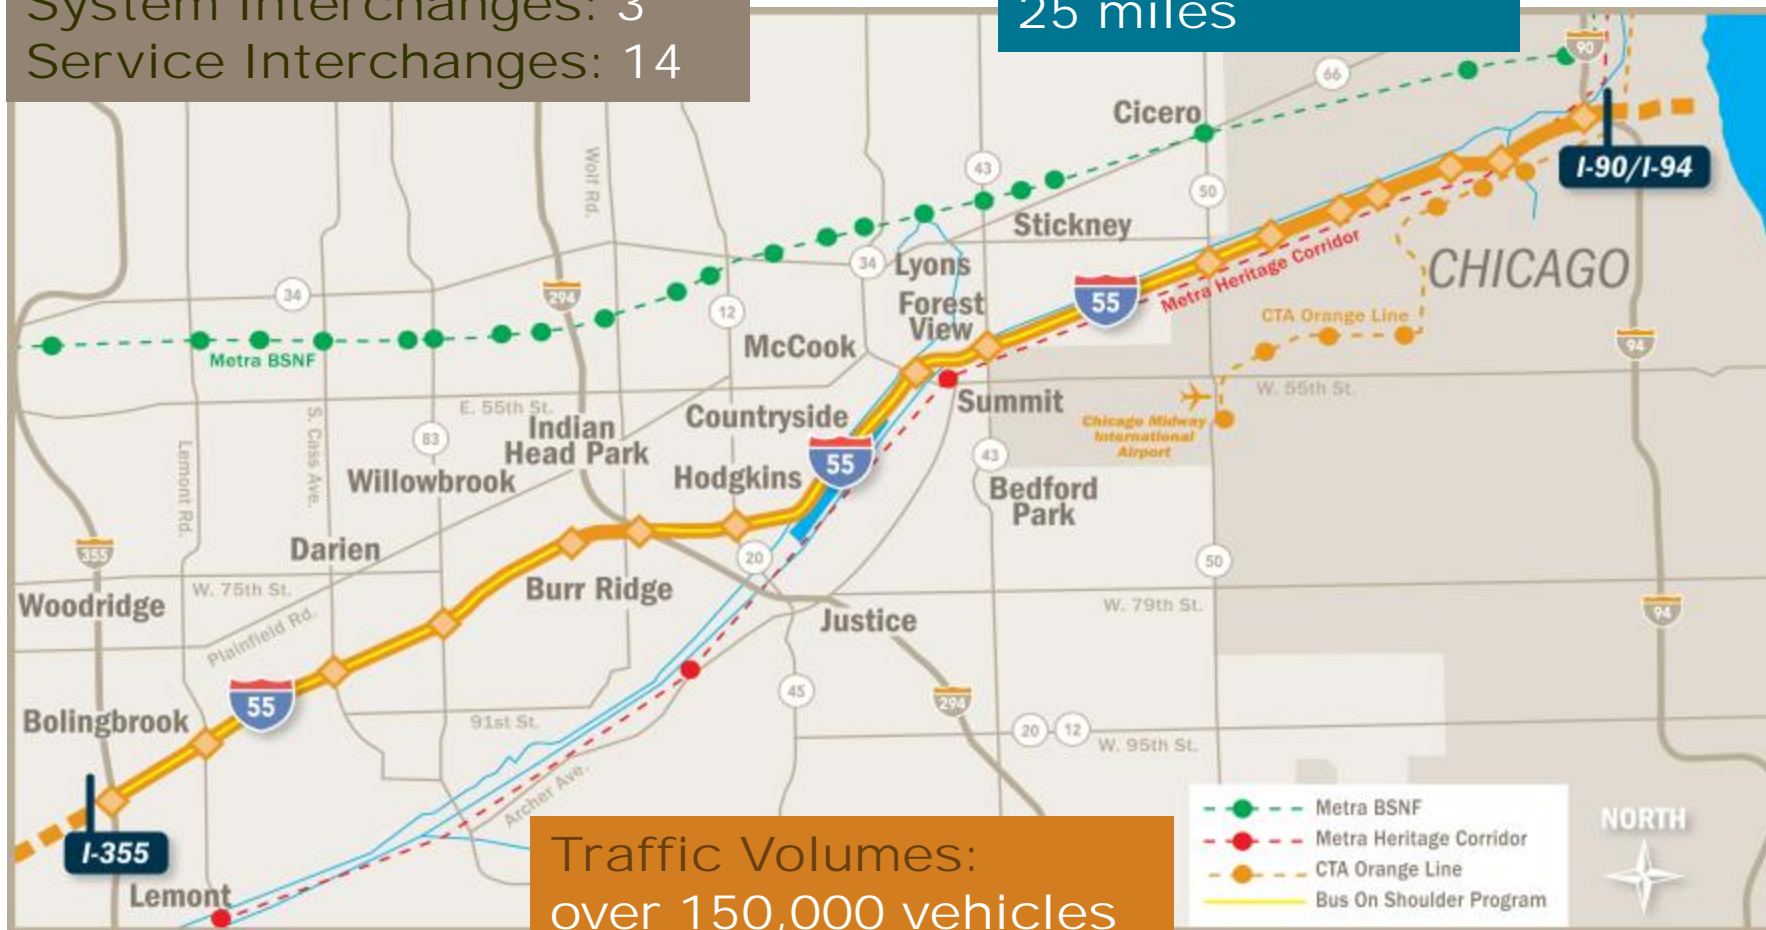 System Interchanges: 3
Service Interchanges: 14
25 miles
90
66
Cicero
I-90/I-94
Wolf Rd.
43
50
Stickney
34
Lyons
CHICAGO
34
294
12
Forest
View
55
Metra Heritage Corridor
CTA Orange Line
94
Metra BSNF
McCook
E. 55th St.
W. 55th St.
Summit
Countryside
Chicago Midway
International
Airport
S. Cass Ave.
83
Indian
Head Park
Lemont Rd.
Willowbrook
Hodgkins
55
43
Bedford
Park
Darien
355
20
50
W. 75th St.
Burr Ridge
W. 79th St.
Woodridge
Plainfield Rd.
Justice
94
55
45
294
Bolingbrook
91st St.
20
12
W. 95th St.
Archer Ave.
I-355
Lemont
Traffic Volumes:
over 150,000 vehicles
Metra BSNF
Metra Heritage Corridor
CTA Orange Line
Bus On Shoulder Program
NORTH